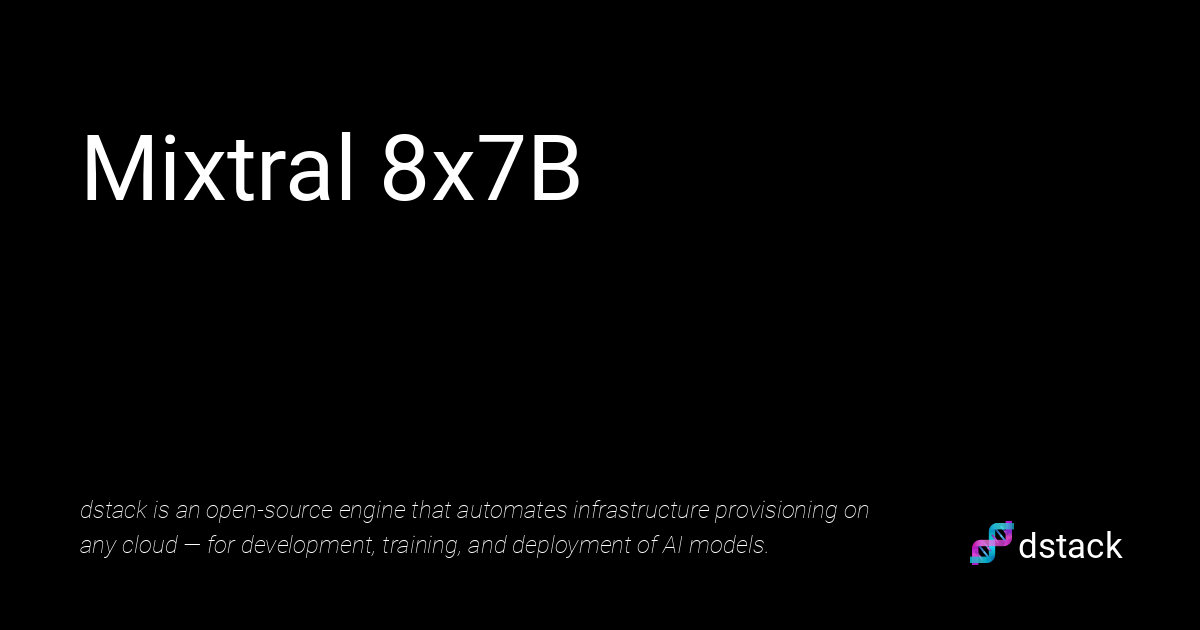 Mixtral 8x7B
dstack is an open-source engine that automates infrastructure provisioning on
any cloud — for development, training, and deployment of AI models.
dstack